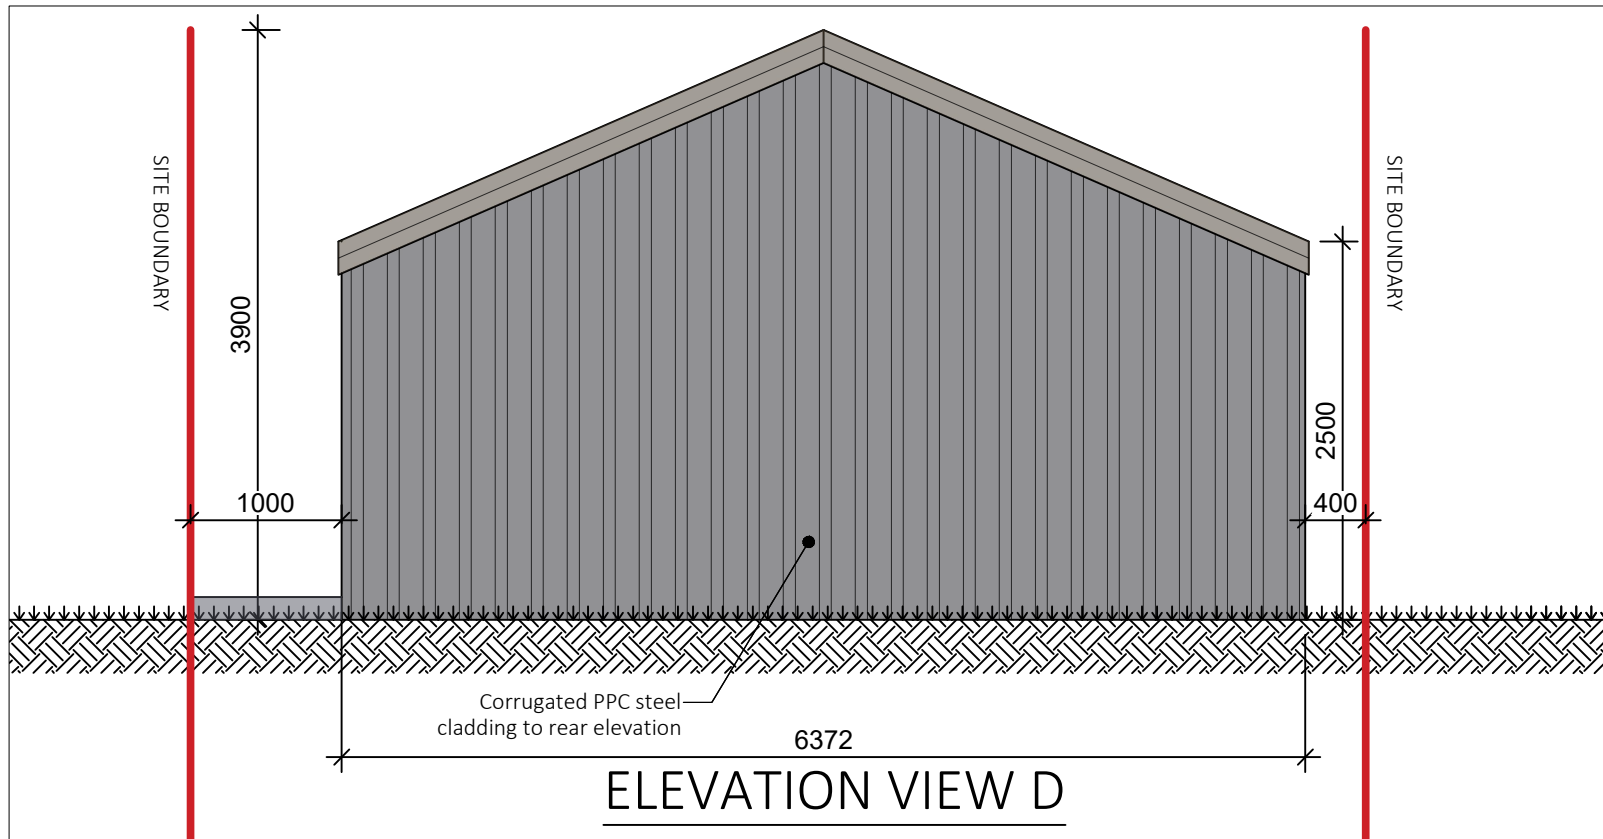 SITE BOUNDARY
SITE BOUNDARY
3900
2500
1000
400
Corrugated PPC steel
cladding to rear elevation
6372
ELEVATION VIEW D